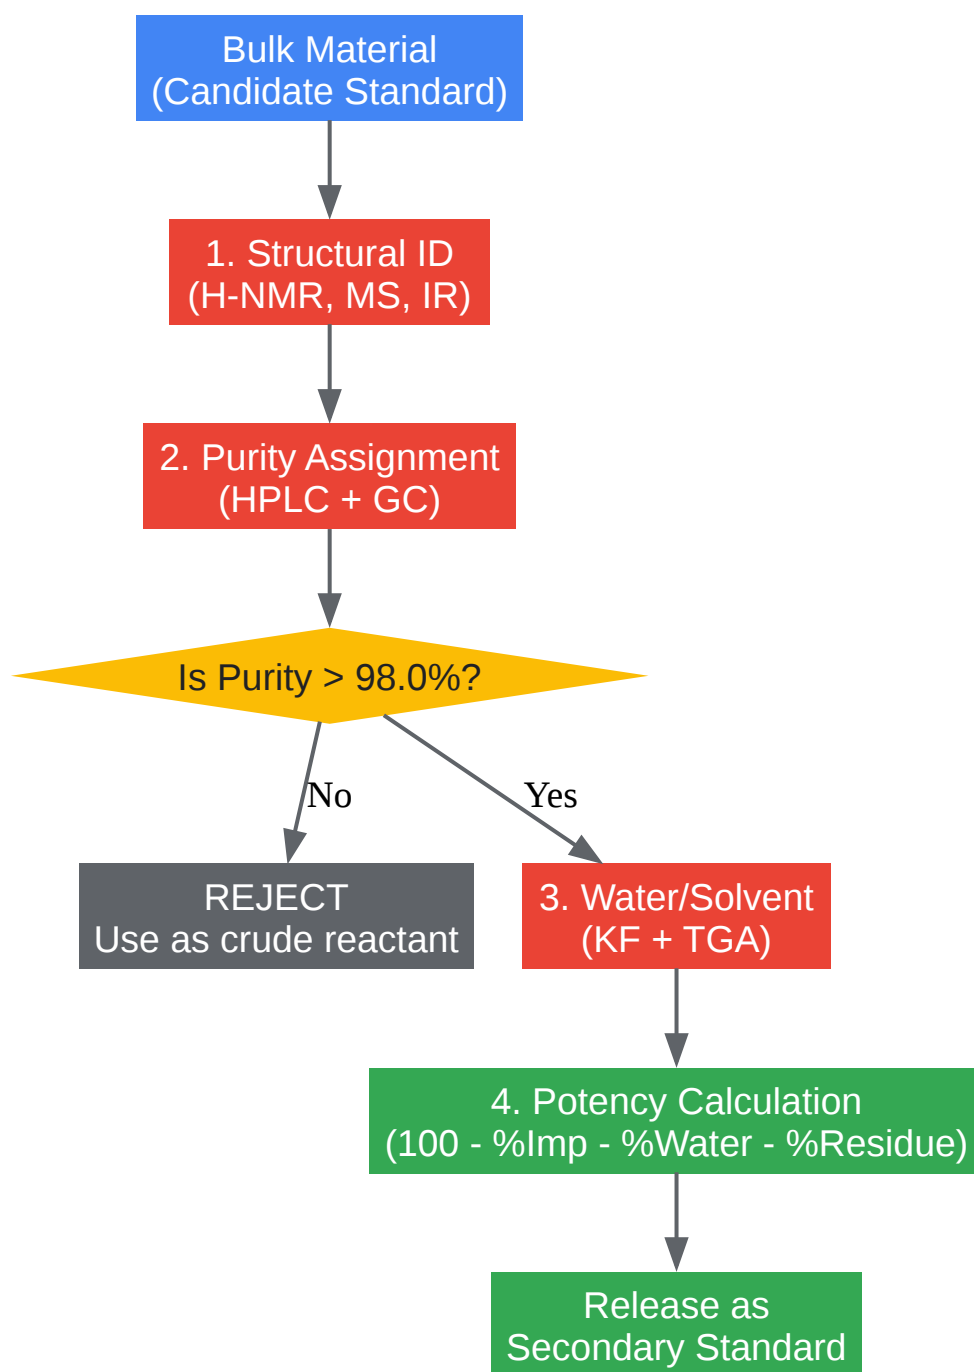 Bulk Material
(Candidate Standard)
1. Structural ID
(H-NMR, MS, IR)
2. Purity Assignment
(HPLC + GC)
Is Purity > 98.0%?
No
Yes
REJECT
Use as crude reactant
3. Water/Solvent
(KF + TGA)
4. Potency Calculation
(100 - %Imp - %Water - %Residue)
Release as
Secondary Standard